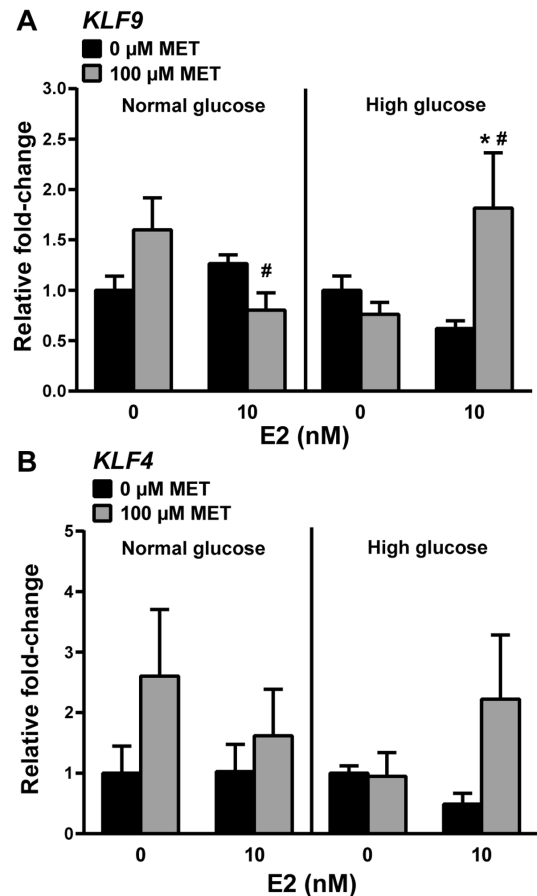 A
KLF9
0 µM MET
100 µM MET
Normal glucose
High glucose
Relative fold-change
3.0
2.5
2.0
1.5
1.0
0.5
0.0
#
* #
0
10
0
10
E2 (nM)
B
KLF4
0 µM MET
100 µM MET
Normal glucose
High glucose
Relative fold-change
5
4
3
2
1
0
0
10
0
10
E2 (nM)